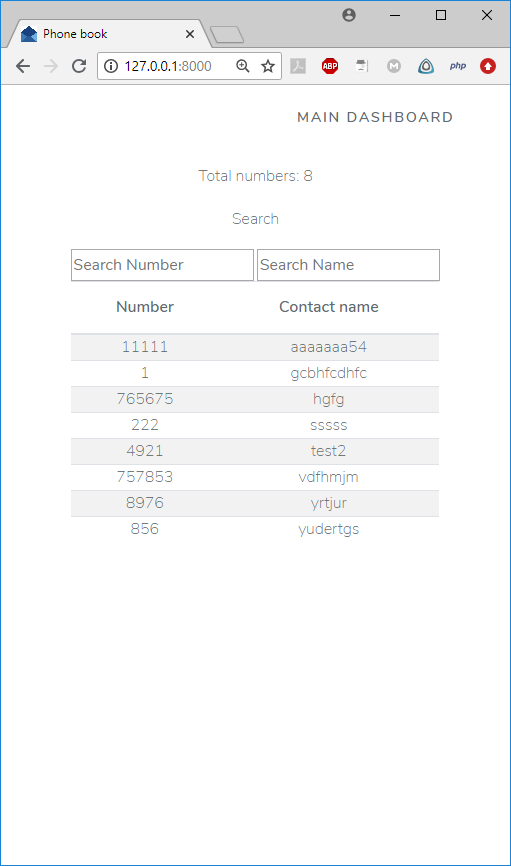 Phone book
127.0.0.1:8000
ABP
M
php
MAIN DASHBOARD
Total numbers: 8
Search
Search Number Search Name
Number Contact name
11111 aaaaaaa54
1 gcbhfcdhfc
765675 hgfg
222 sssss
4921 test2
757853 vdfhmjm
8976 yrtjur
856 yudertgs